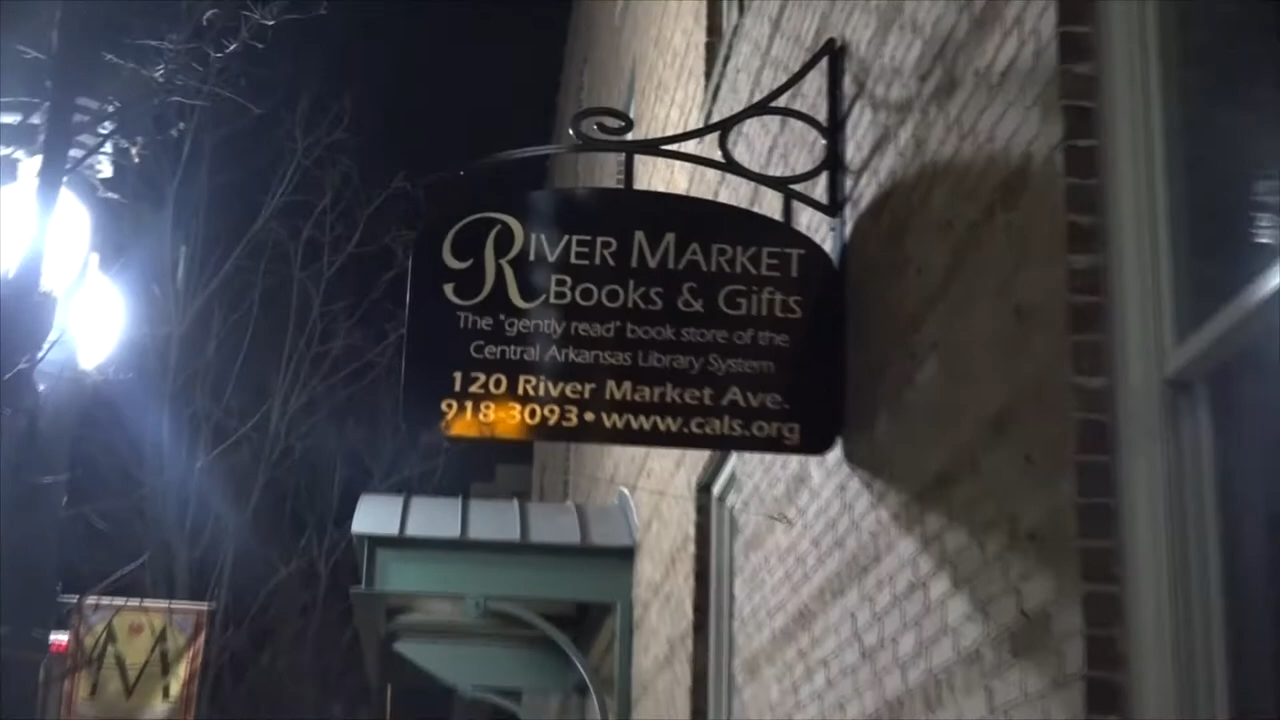 RIVER MARKET
BOOKS & GIFTS
The "gently read" book store of the
Central Arkansas Library System
120 River Market Ave.
918-3093 • www.cals.org
M